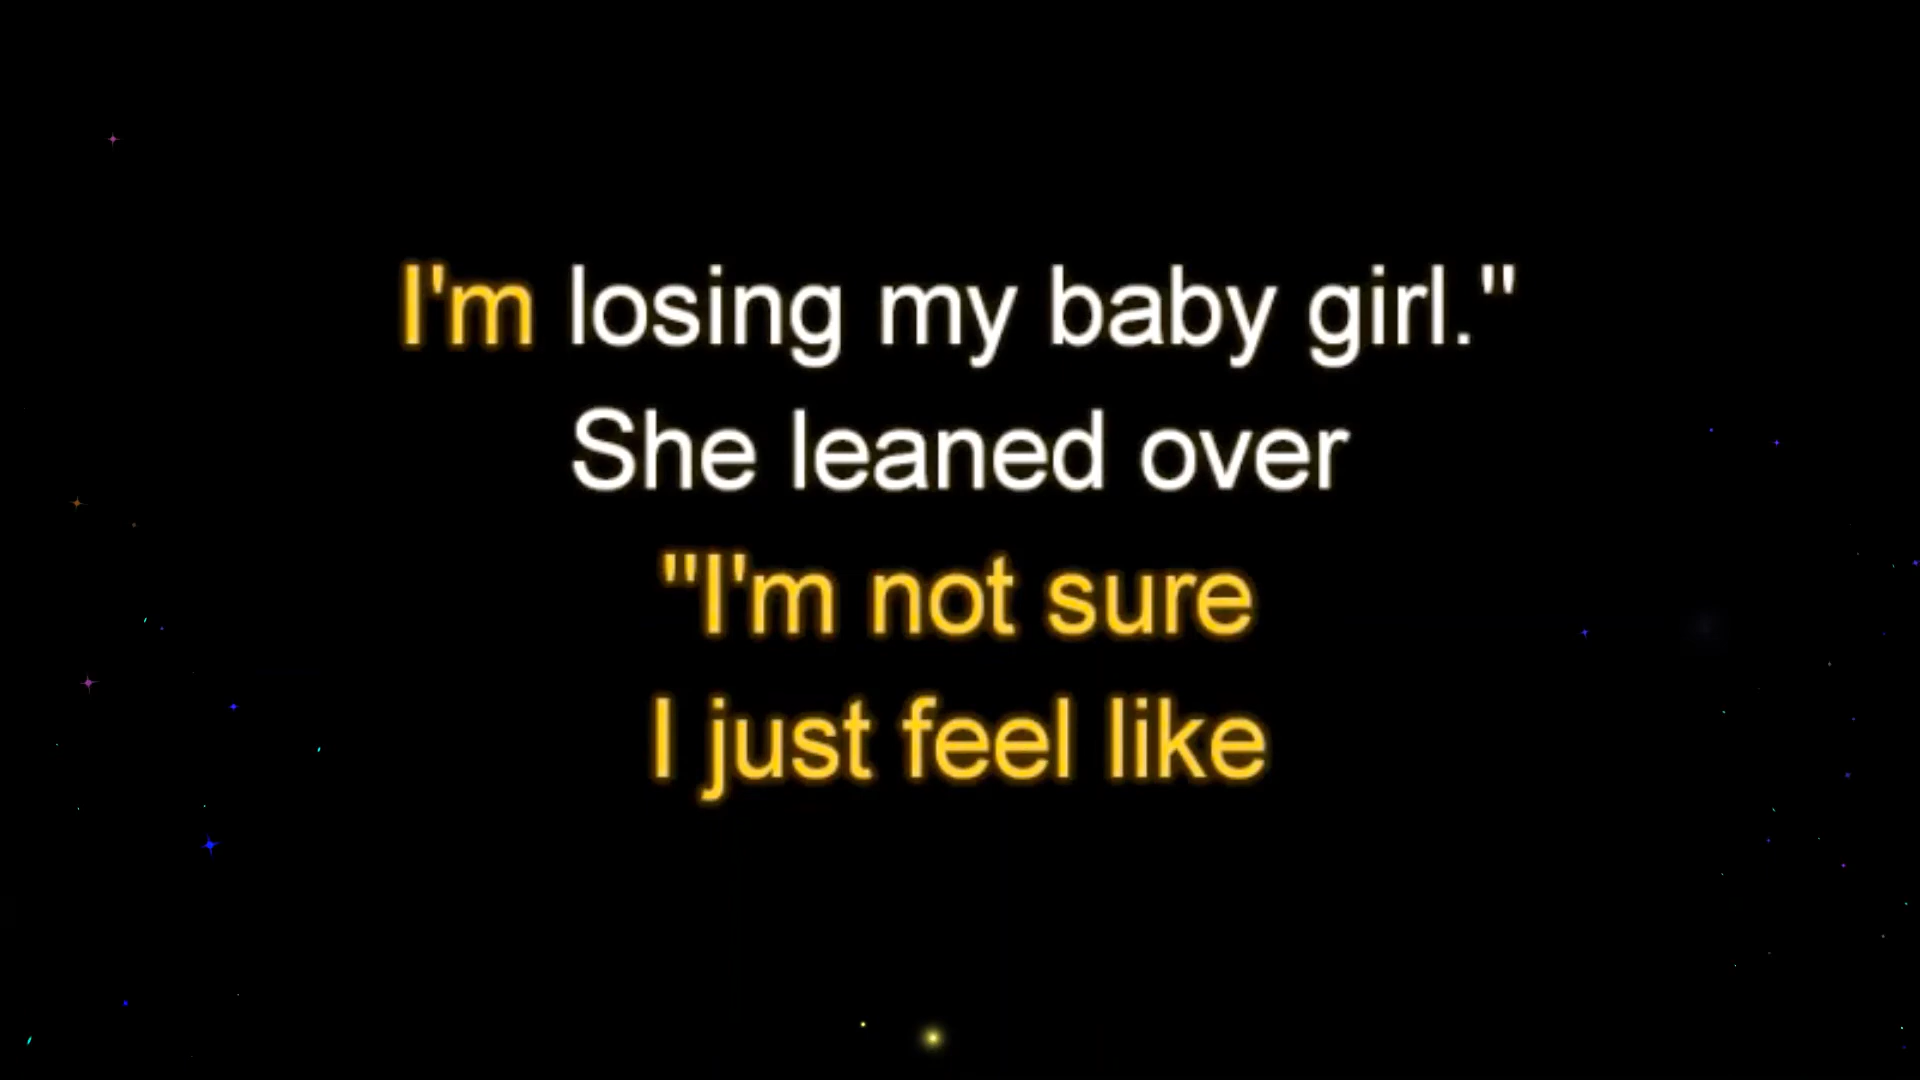 I'm losing my baby girl."
She leaned over
"I'm not sure
I just feel like